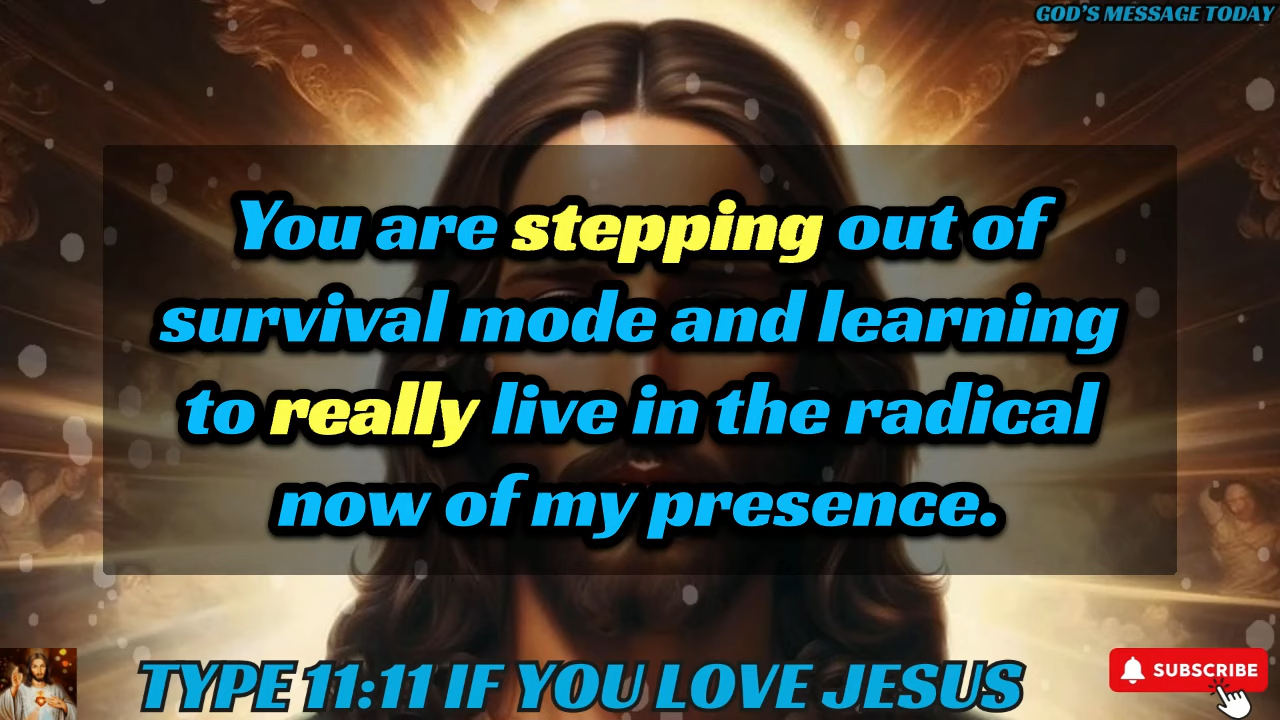 GOD'S MESSAGE TODAY
You are stepping out of
survival mode and learning
to really live in the radical
now of my presence.
TYPE 11:11 IF YOU LOVE JESUS
SUBSCRIBE